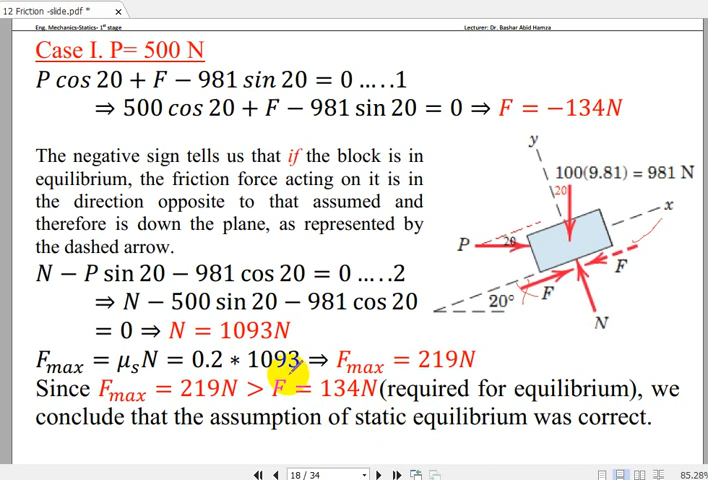 12 Friction -slide.pdf *
Eng. Mechanics-Statics- 1st stage
Lecturer: Dr. Bashar Abid Hamza
Case I. P= 500 N
P cos 20 + F − 981 sin 20 = 0 …..1
⇒ 500 cos 20 + F − 981 sin 20 = 0 ⇒ F = −134N
The negative sign tells us that if the block is in
equilibrium, the friction force acting on it is in
the direction opposite to that assumed and
therefore is down the plane, as represented by
the dashed arrow.
N − P sin 20 − 981 cos 20 = 0 …..2
⇒ N − 500 sin 20 − 981 cos 20
= 0 ⇒ N = 1093N
y
100(9.81) = 981 N
20
x
P
20
F
20°
F
N
Fmax = μsN = 0.2 * 1093 ⇒ Fmax = 219N
Since Fmax = 219N > F = 134N(required for equilibrium), we
conclude that the assumption of static equilibrium was correct.
18 / 34
85.28%